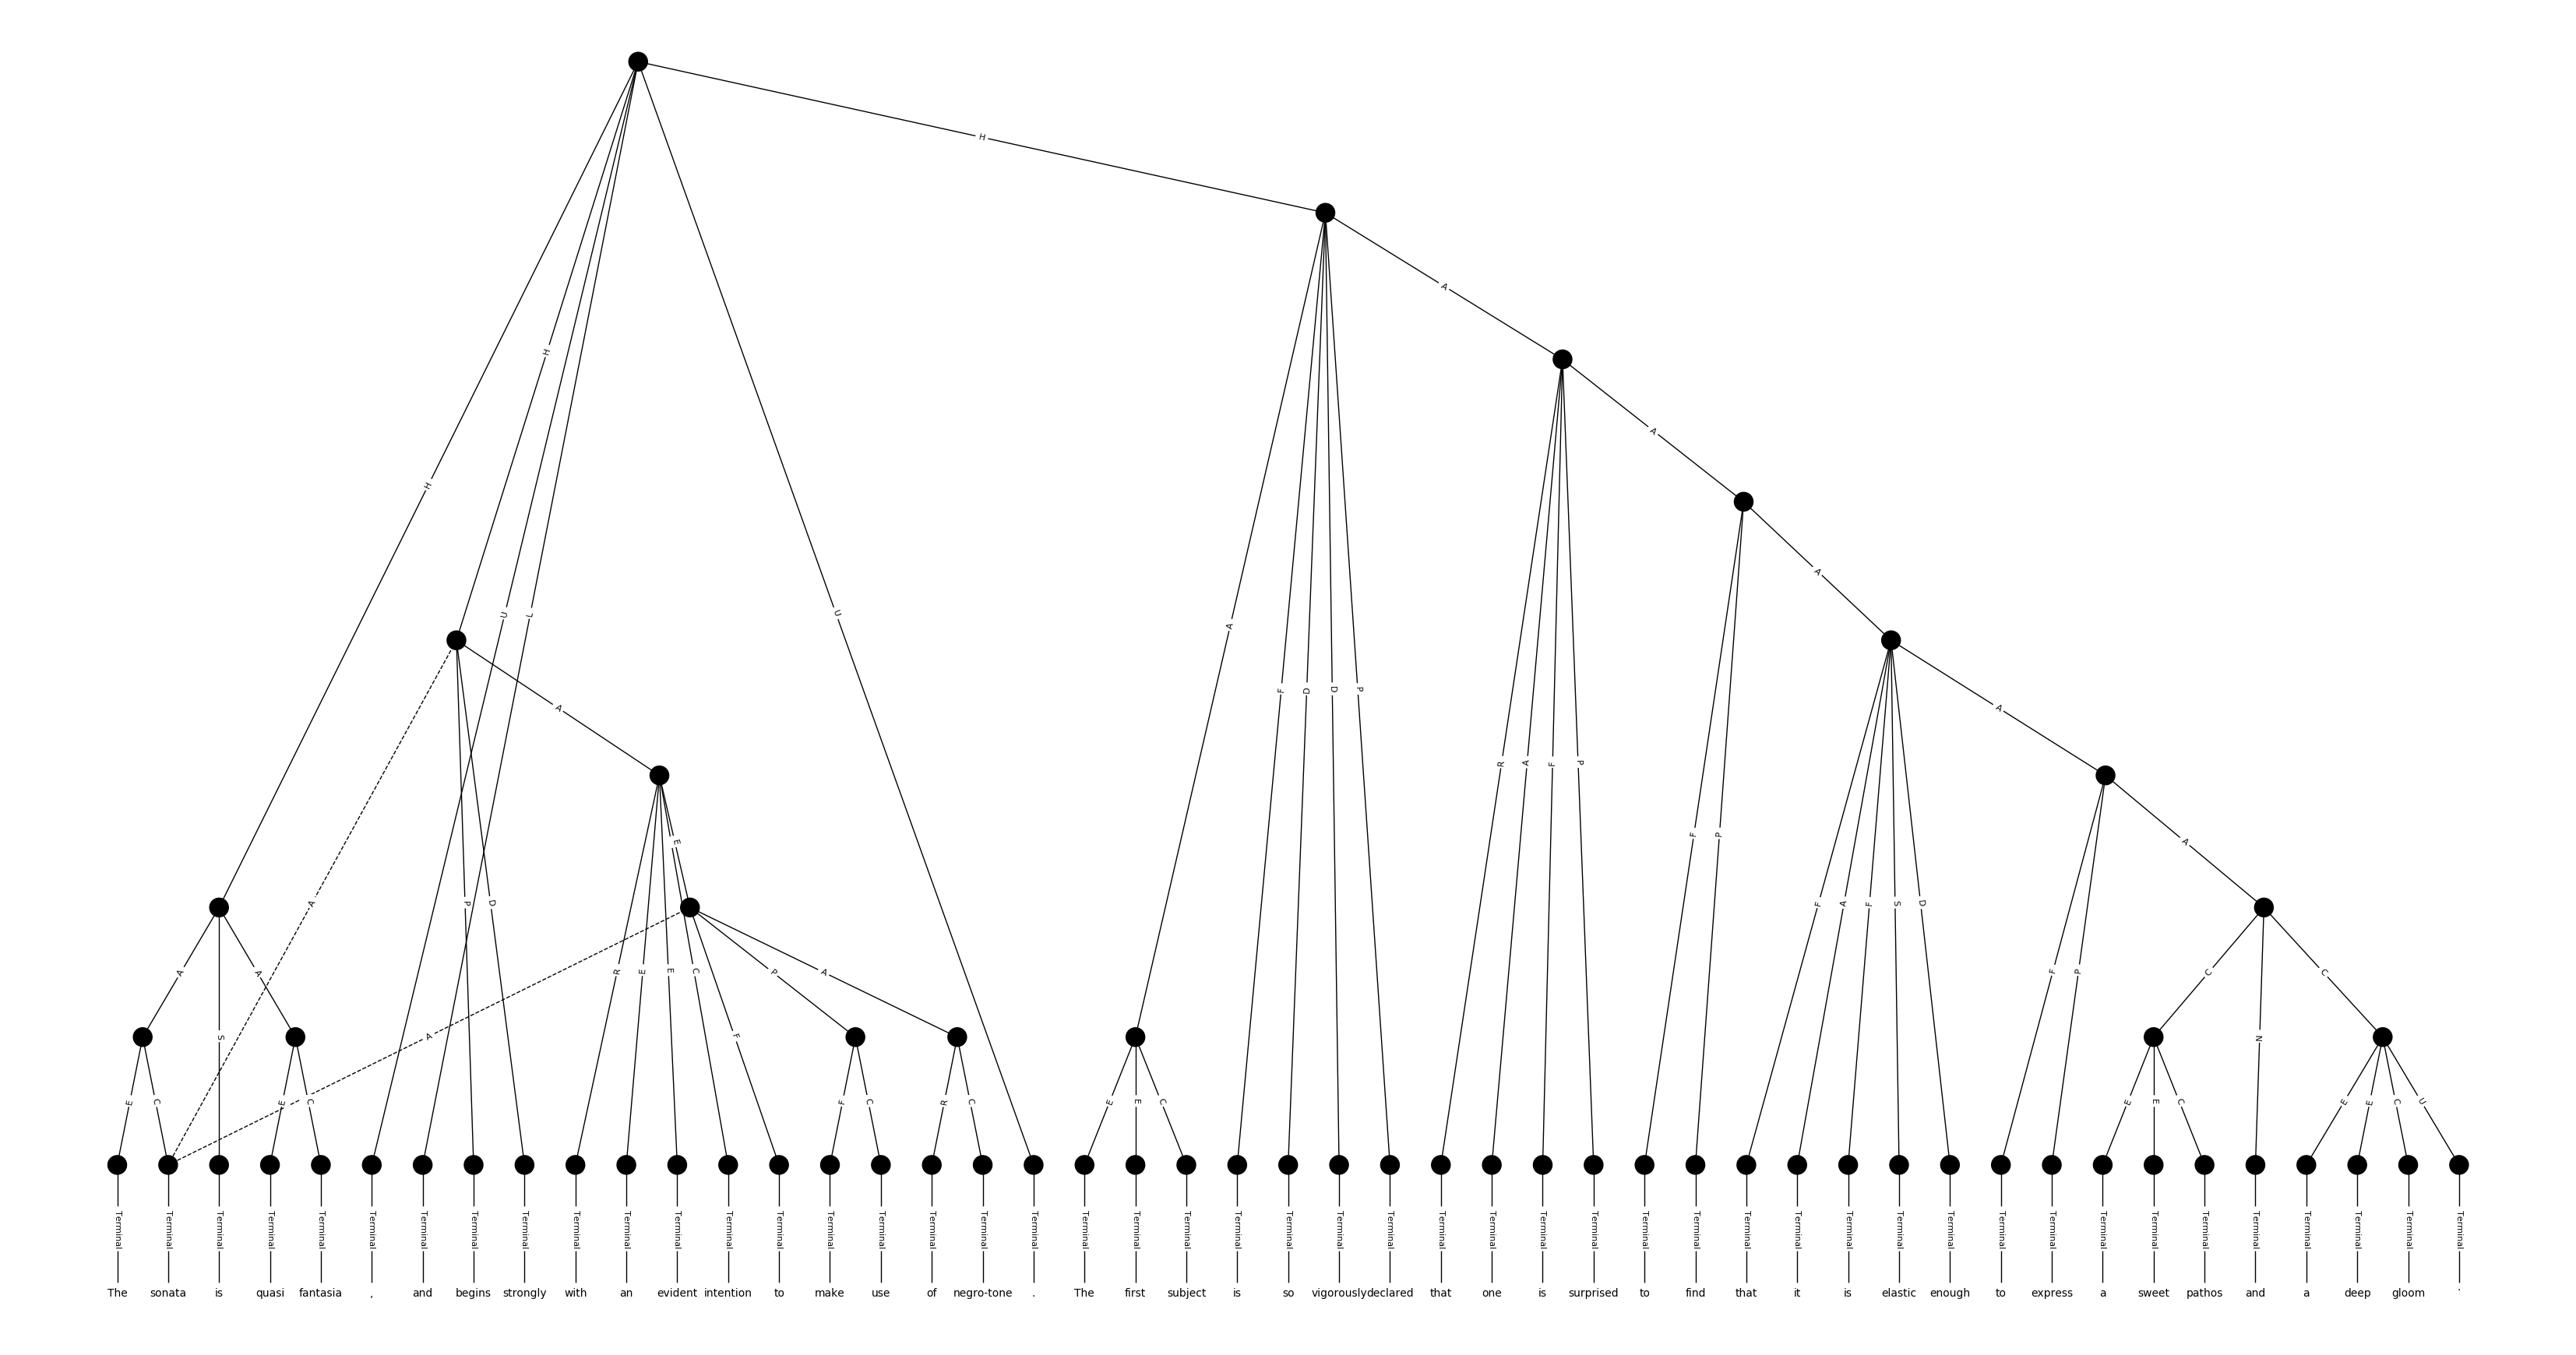 H
A
H
A
A
H
A
H
U
L
U
A
F
D
D
P
A
A
R
A
F
P
F
P
A
E
A
P
D
F
A
F
S
D
A
A
S
A
R
E
E
C
P
A
F
P
C
C
A
F
N
E
C
E
C
F
C
R
C
E
E
C
E
E
C
E
E
C
U
Terminal Terminal Terminal Terminal Terminal Terminal Terminal Terminal Terminal Terminal Terminal Terminal Terminal Terminal Terminal Terminal Terminal Terminal Terminal Terminal Terminal Terminal Terminal Terminal Terminal Terminal Terminal Terminal Terminal Terminal Terminal Terminal Terminal Terminal Terminal Terminal Terminal Terminal Terminal Terminal Terminal Terminal Terminal Terminal Terminal Terminal Terminal
The sonata is quasi fantasia , and begins strongly with an evident intention to make use of negro-tone . The first subject is so vigorously declared that one is surprised to find that it is elastic enough to express a sweet pathos and a deep gloom .